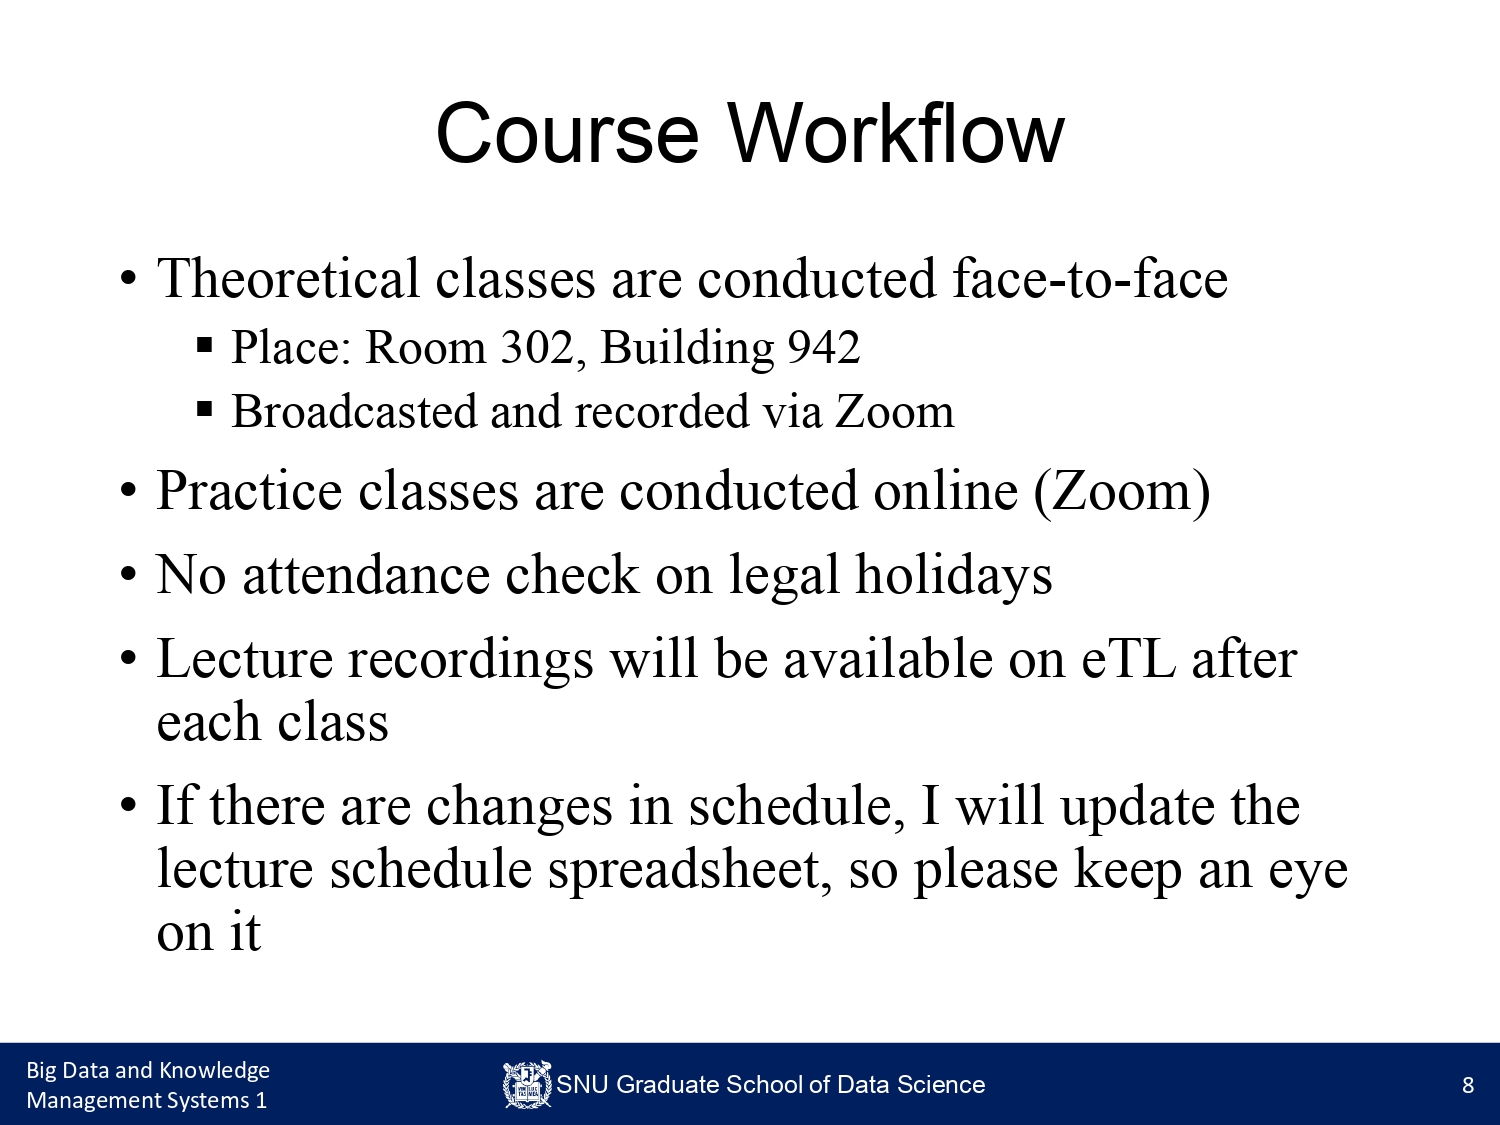 Course Workflow
• Theoretical classes are conducted face-to-face
▪ Place: Room 302, Building 942
▪ Broadcasted and recorded via Zoom
• Practice classes are conducted online (Zoom)
• No attendance check on legal holidays
• Lecture recordings will be available on eTL after
each class
• If there are changes in schedule, I will update the
lecture schedule spreadsheet, so please keep an eye
on it
Big Data and Knowledge
Management Systems 1
SNU Graduate School of Data Science
8